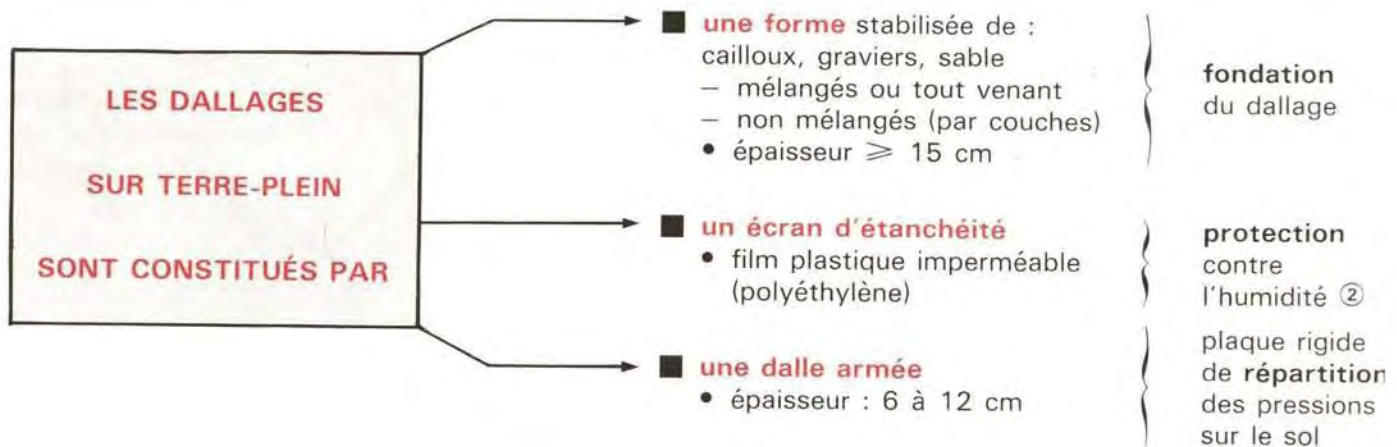 LES DALLAGES
SUR TERRE-PLEIN
SONT CONSTITUÉS PAR
■ une forme stabilisée de :
cailloux, graviers, sable
– mélangés ou tout venant
– non mélangés (par couches)
• épaisseur ⩾ 15 cm
fondation
du dallage
■ un écran d'étanchéité
• film plastique imperméable
(polyéthylène)
protection
contre
l'humidité ②
■ une dalle armée
• épaisseur : 6 à 12 cm
plaque rigide
de répartition
des pressions
sur le sol